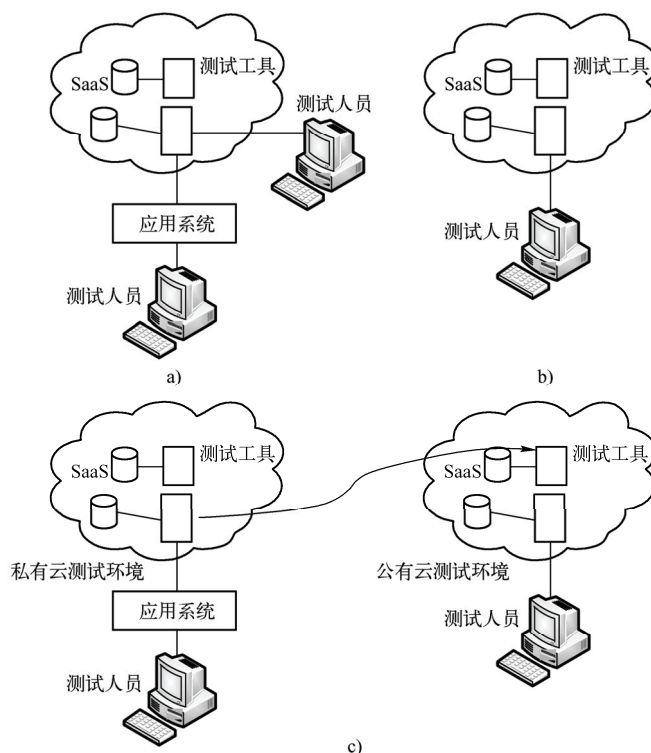 测试工具
SaaS
测试人员
应用系统
测试人员
a)
测试工具
SaaS
测试人员
b)
测试工具
SaaS
私有云测试环境
应用系统
测试人员
测试工具
SaaS
公有云测试环境
测试人员
c)